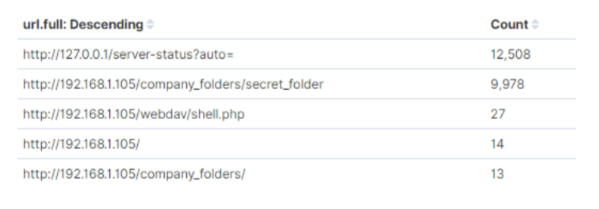 url.full: Descending Count
http://127.0.0.1/server-status?auto= 12,508
http://192.168.1.105/company_folders/secret_folder 9,978
http://192.168.1.105/webdav/shell.php 27
http://192.168.1.105/ 14
http://192.168.1.105/company_folders/ 13